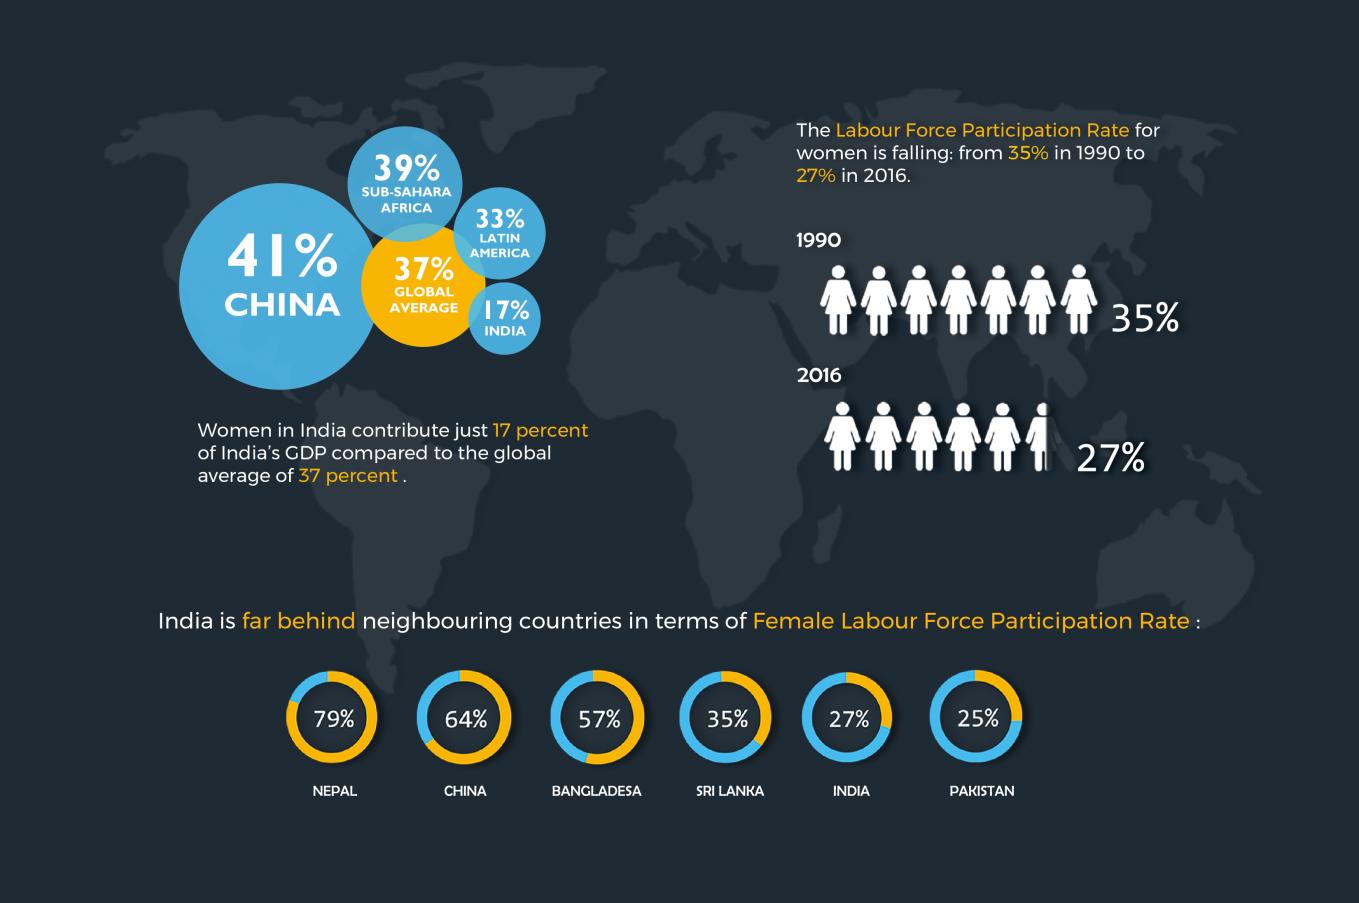 39%
SUB-SAHARA
AFRICA
41%
CHINA
33%
LATIN
AMERICA
37%
GLOBAL
AVERAGE
17%
INDIA
Women in India contribute just 17 percent
of India's GDP compared to the global
average of 37 percent .
The Labour Force Participation Rate for
women is falling: from 35% in 1990 to
27% in 2016.
1990
35%
2016
27%
India is far behind neighbouring countries in terms of Female Labour Force Participation Rate :
79%
NEPAL
64%
CHINA
57%
BANGLADESA
35%
SRI LANKA
27%
INDIA
25%
PAKISTAN